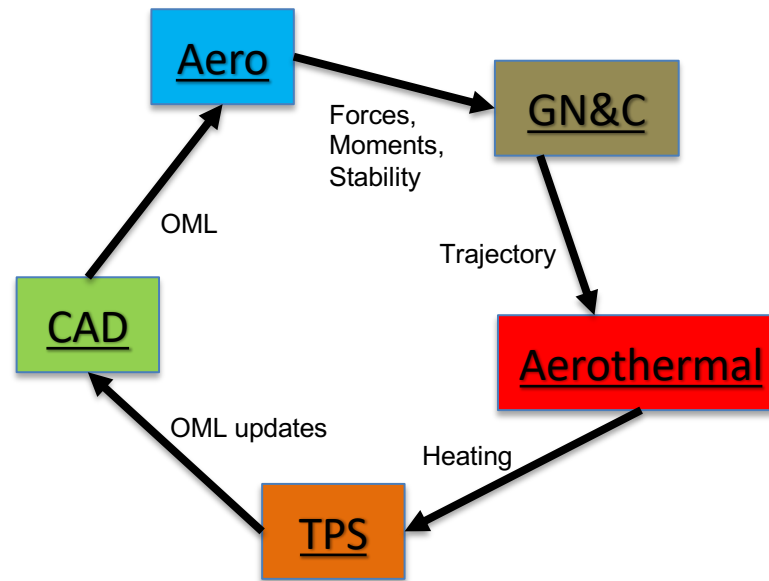 Aero
GN&C
Forces,
Moments,
Stability
OML
Trajectory
CAD
Aerothermal
OML updates
Heating
TPS